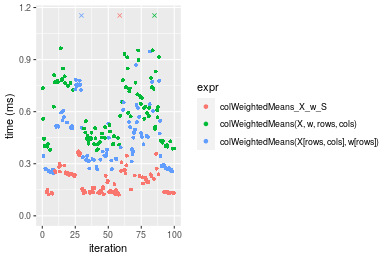 1.2
0.9
0.6
0.3
0.0
time (ms)
0
25
50
75
100
iteration
expr
colWeightedMeans_X_w_S
colWeightedMeans(X, w, rows, cols)
colWeightedMeans(X[rows, cols], w[rows])